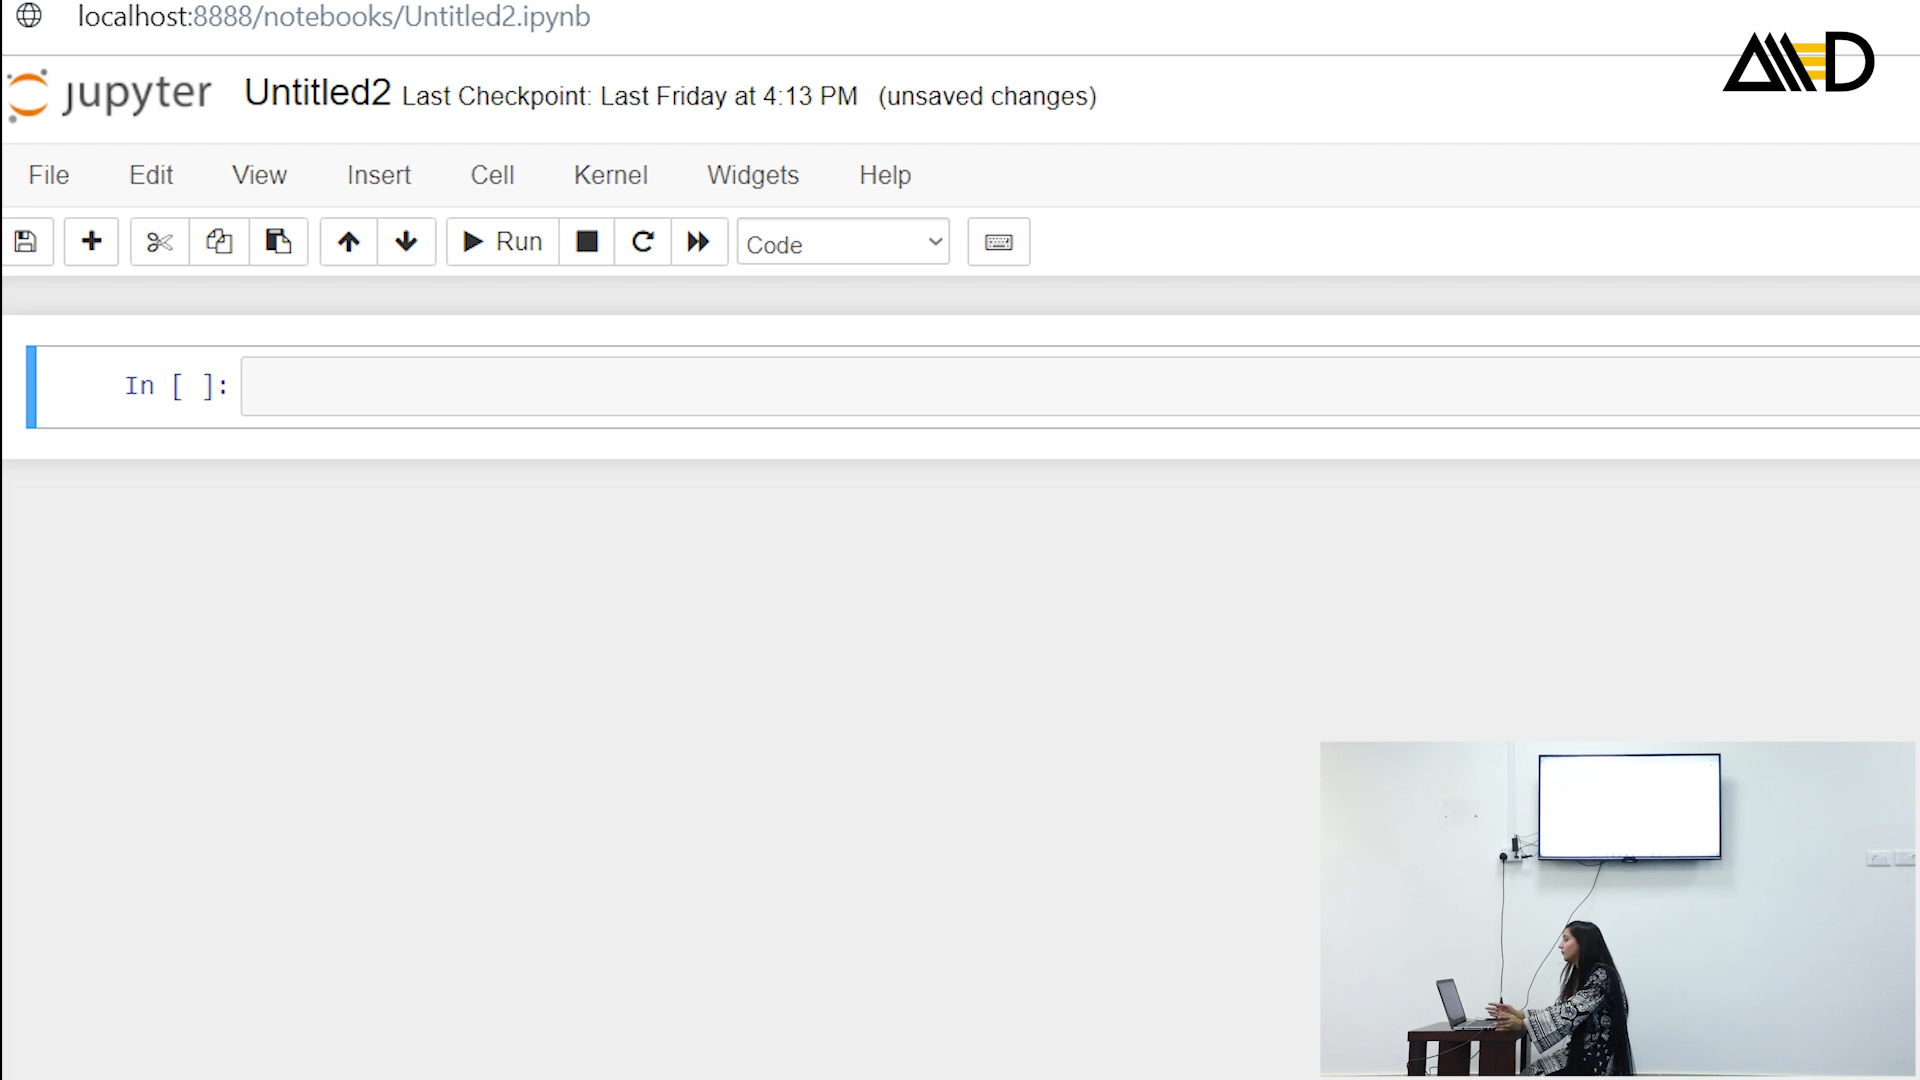 localhost:8888/notebooks/Untitled2.ipynb
jupyter Untitled2 Last Checkpoint: Last Friday at 4:13 PM (unsaved changes)
File Edit View Insert Cell Kernel Widgets Help
Run Code
In [ ]: